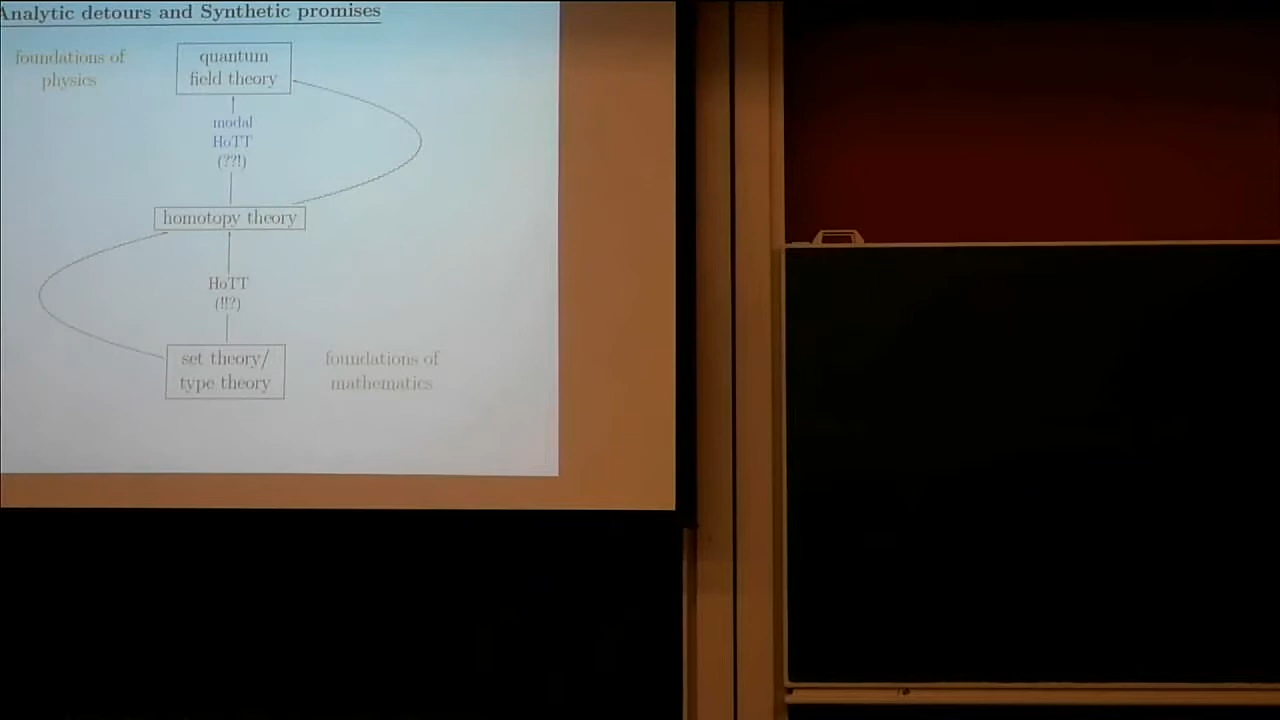 Analytic detours and Synthetic promises
foundations of
physics
quantum
field theory
modal
HoTT
(??!)
homotopy theory
HoTT
(!!?)
set theory/
type theory
foundations of
mathematics